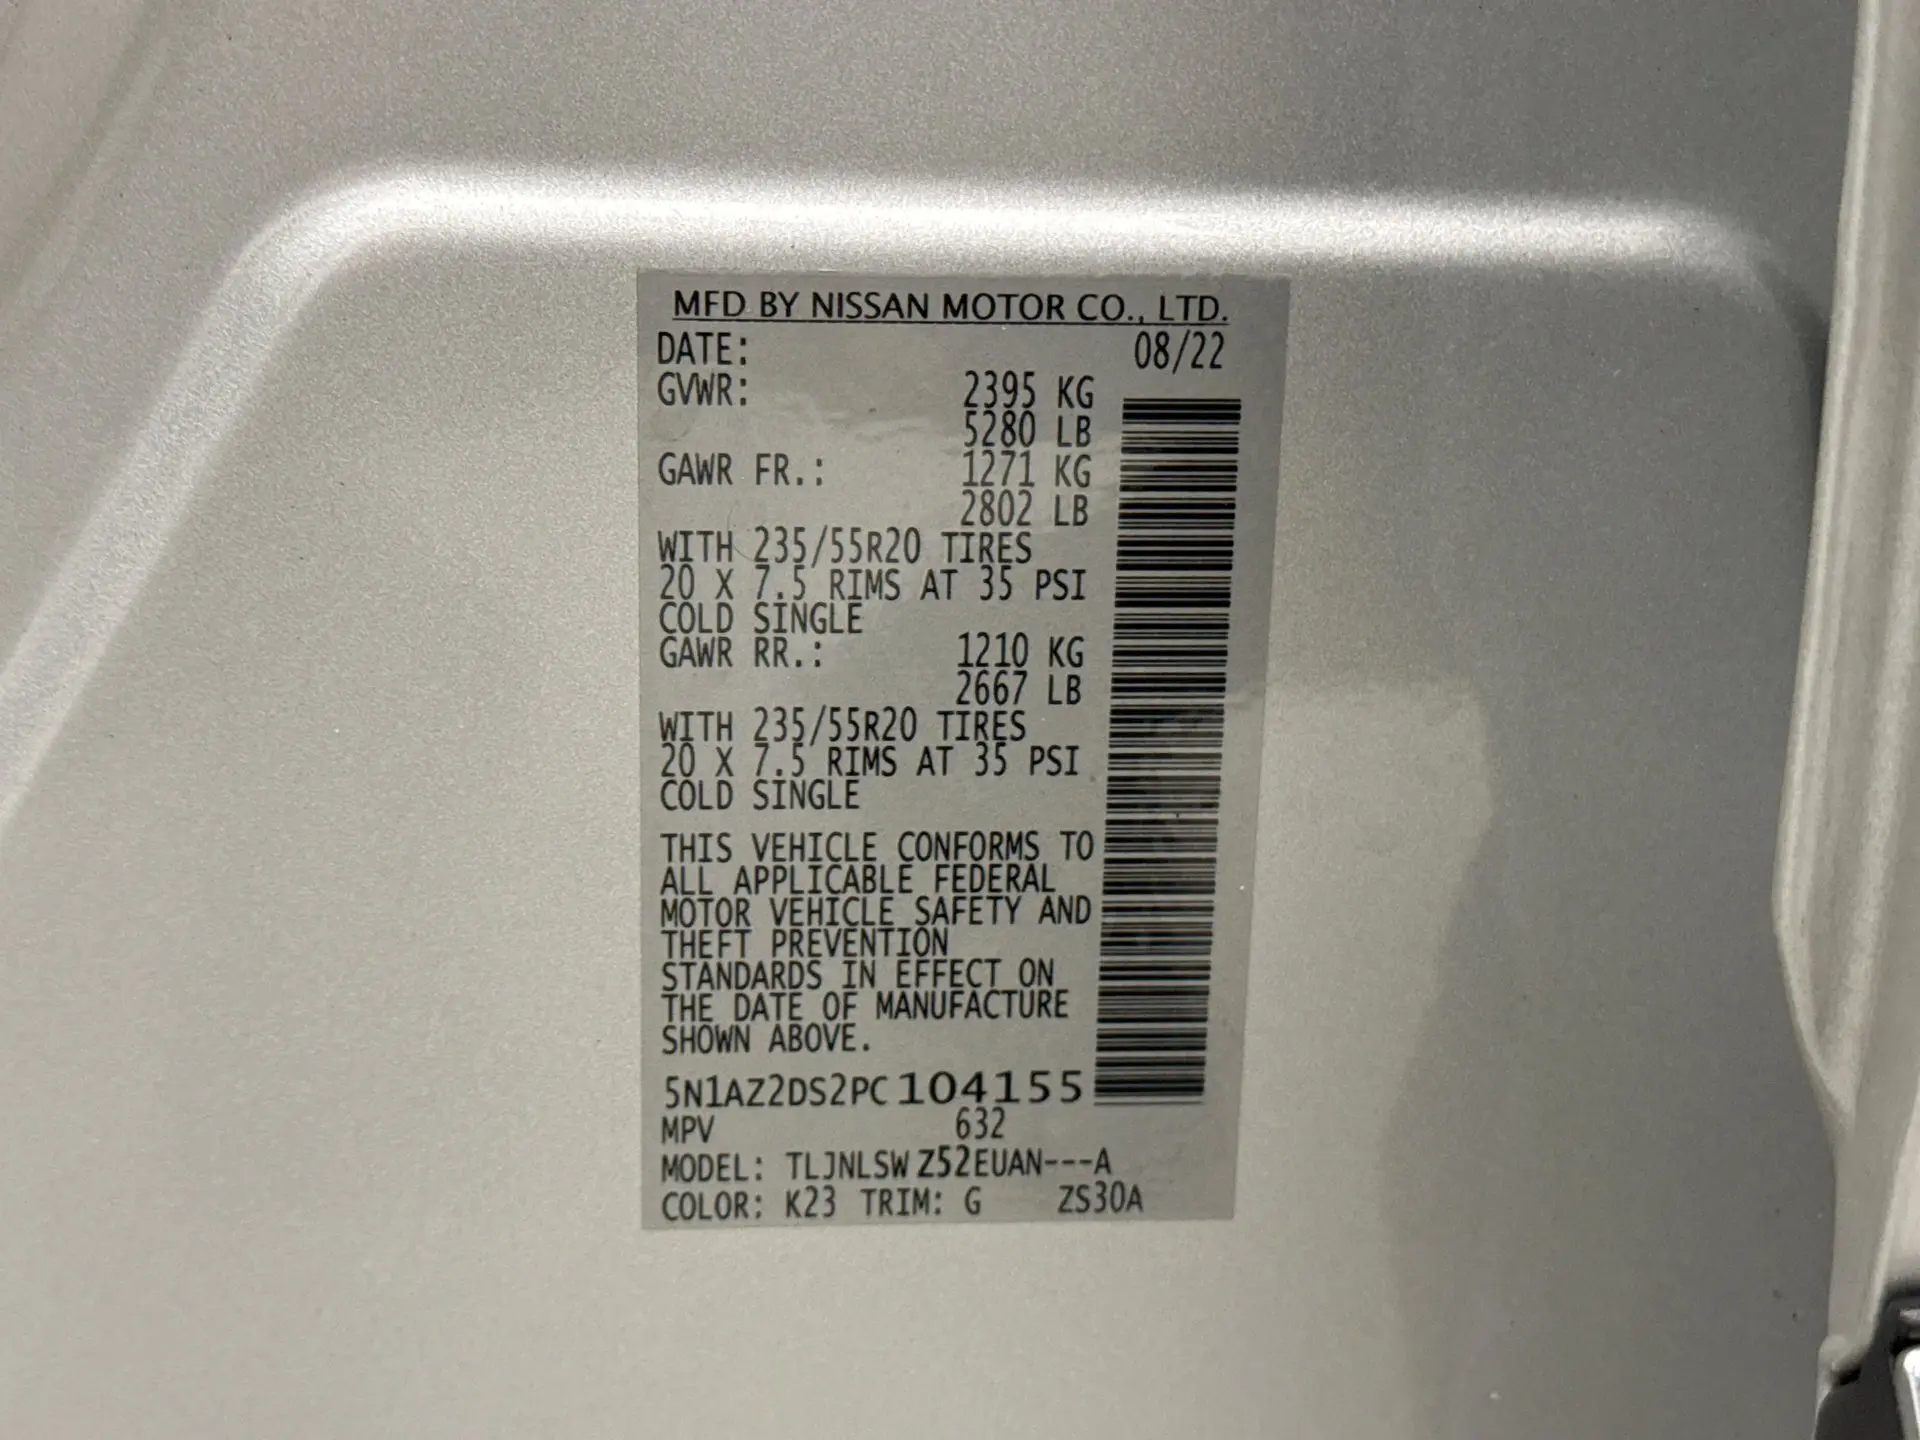 MFD BY NISSAN MOTOR CO., LTD.
DATE: 08/22
GVWR: 2395 KG
5280 LB
GAWR FR.: 1271 KG
2802 LB
WITH 235/55R20 TIRES
20 X 7.5 RIMS AT 35 PSI
COLD SINGLE
GAWR RR.: 1210 KG
2667 LB
WITH 235/55R20 TIRES
20 X 7.5 RIMS AT 35 PSI
COLD SINGLE
THIS VEHICLE CONFORMS TO
ALL APPLICABLE FEDERAL
MOTOR VEHICLE SAFETY AND
THEFT PREVENTION
STANDARDS IN EFFECT ON
THE DATE OF MANUFACTURE
SHOWN ABOVE.
5N1AZ2DS2PC104155
MPV 632
MODEL: TLJNLSWZ52EUAN---A
COLOR: K23 TRIM: G ZS30A